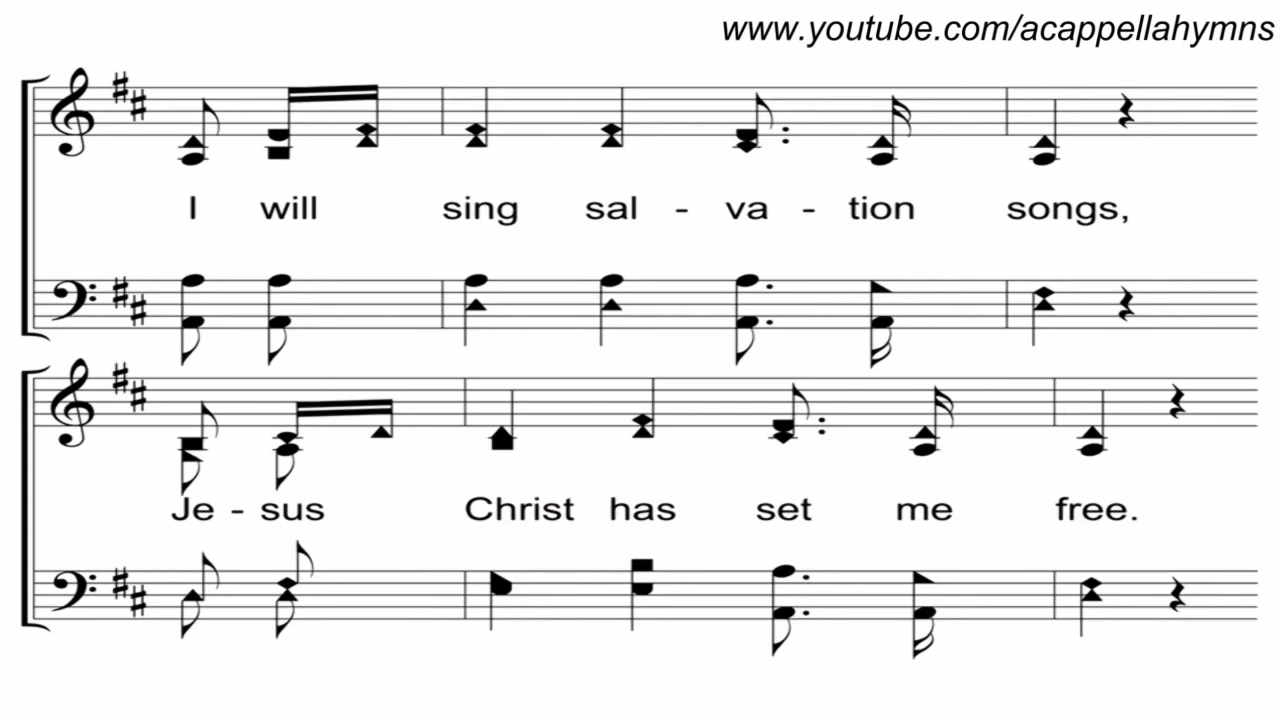 www.youtube.com/acappellahymns
I will sing sal - va - tion songs,
Je - sus Christ has set me free.